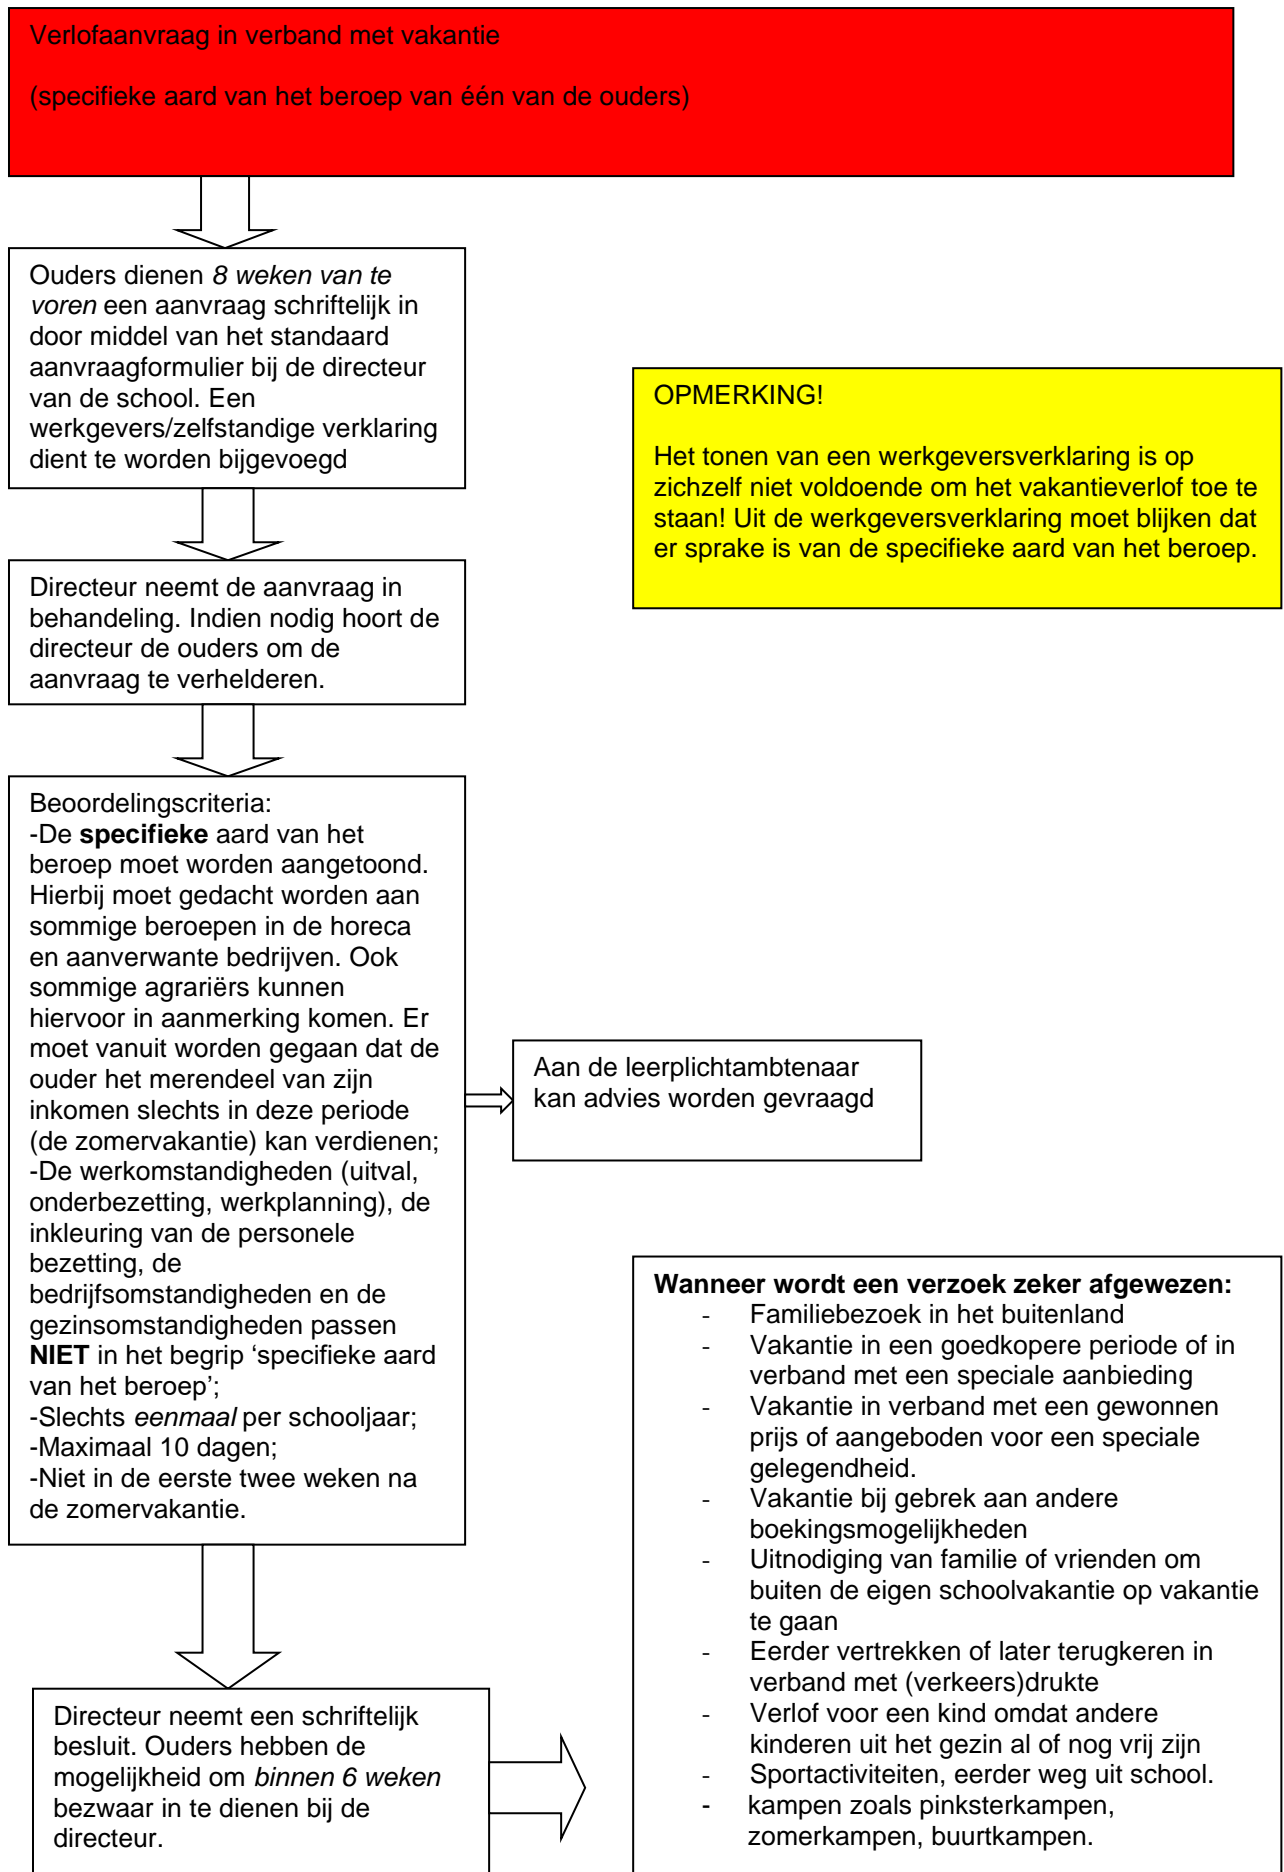 Verlofaanvraag in verband met vakantie
(specifieke aard van het beroep van één van de ouders)
Ouders dienen 8 weken van te
voren een aanvraag schriftelijk in
door middel van het standaard
aanvraagformulier bij de directeur
van de school. Een
werkgevers/zelfstandige verklaring
dient te worden bijgevoegd
OPMERKING!
Het tonen van een werkgeversverklaring is op
zichzelf niet voldoende om het vakantieverlof toe te
staan! Uit de werkgeversverklaring moet blijken dat
er sprake is van de specifieke aard van het beroep.
Directeur neemt de aanvraag in
behandeling. Indien nodig hoort de
directeur de ouders om de
aanvraag te verhelderen.
Beoordelingscriteria:
-De specifieke aard van het
beroep moet worden aangetoond.
Hierbij moet gedacht worden aan
sommige beroepen in de horeca
en aanverwante bedrijven. Ook
sommige agrariërs kunnen
hiervoor in aanmerking komen. Er
moet vanuit worden gegaan dat de
ouder het merendeel van zijn
inkomen slechts in deze periode
(de zomervakantie) kan verdienen;
-De werkomstandigheden (uitval,
onderbezetting, werkplanning), de
inkleuring van de personele
bezetting, de
bedrijfsomstandigheden en de
gezinsomstandigheden passen
NIET in het begrip ‘specifieke aard
van het beroep’;
-Slechts eenmaal per schooljaar;
-Maximaal 10 dagen;
-Niet in de eerste twee weken na
de zomervakantie.
Aan de leerplichtambtenaar
kan advies worden gevraagd
Directeur neemt een schriftelijk
besluit. Ouders hebben de
mogelijkheid om binnen 6 weken
bezwaar in te dienen bij de
directeur.
Wanneer wordt een verzoek zeker afgewezen:
- Familiebezoek in het buitenland
- Vakantie in een goedkopere periode of in
verband met een speciale aanbieding
- Vakantie in verband met een gewonnen
prijs of aangeboden voor een speciale
gelegendheid.
- Vakantie bij gebrek aan andere
boekingsmogelijkheden
- Uitnodiging van familie of vrienden om
buiten de eigen schoolvakantie op vakantie
te gaan
- Eerder vertrekken of later terugkeren in
verband met (verkeers)drukte
- Verlof voor een kind omdat andere
kinderen uit het gezin al of nog vrij zijn
- Sportactiviteiten, eerder weg uit school.
- kampen zoals pinksterkampen,
zomerkampen, buurtkampen.